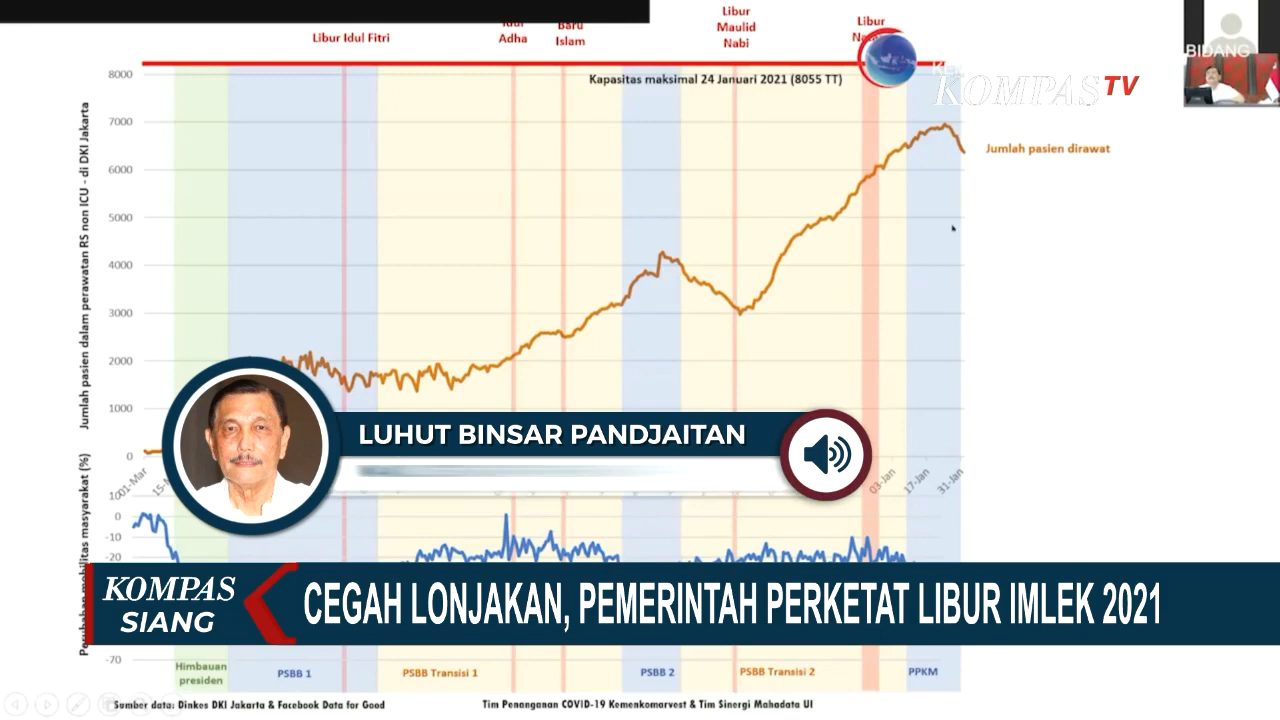 Libur Idul Fitri
Idul
Adha
Baru
Islam
Libur
Maulid
Nabi
Libur
BIDANG
Kapasitas maksimal 24 Januari 2021 (8055 TT)
KOMPAS TV
8000
7000
6000
5000
4000
3000
2000
1000
0
Jumlah pasien dalam perawatan RS non ICU - di DKI Jakarta
Jumlah pasien dirawat
LUHUT BINSAR PANDJAITAN
01-Mar
03-Jan
17-Jan
31-Jan
10
0
-10
-20
-70
KOMPAS
SIANG
CEGAH LONJAKAN, PEMERINTAH PERKETAT LIBUR IMLEK 2021
Himbauan
presiden
PSBB 1
PSBB Transisi 1
PSBB 2
PSBB Transisi 2
PPKM
Sumber data: Dinkes DKI Jakarta & Facebook Data for Good
Tim Penanganan COVID-19 Kemenkomarvest & Tim Sinergi Mahadata UI